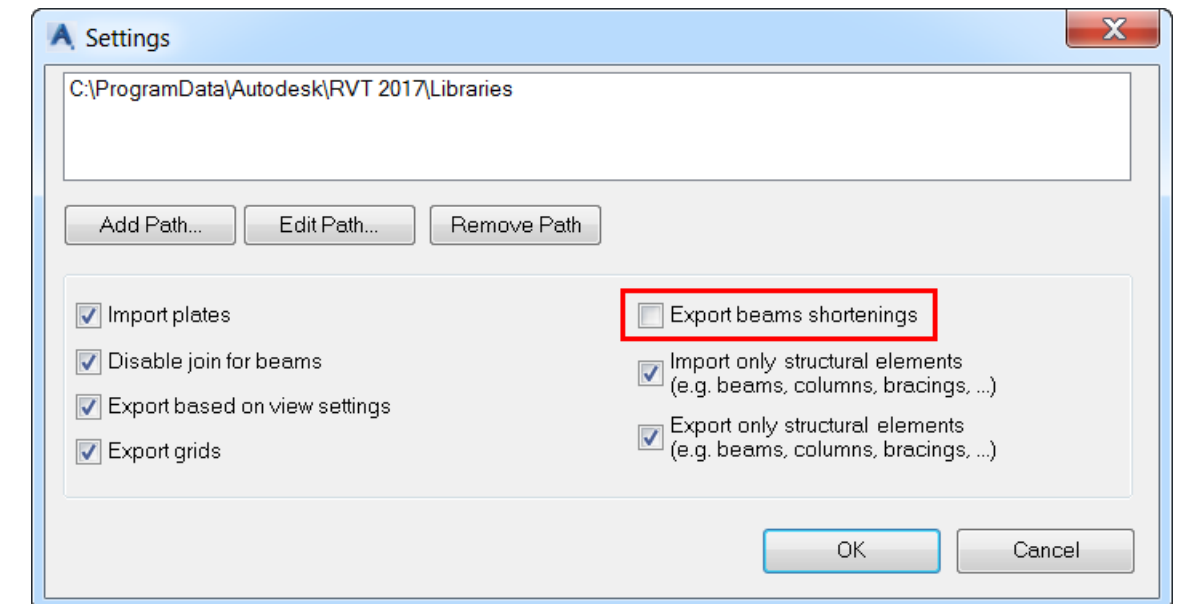 Settings
C:\ProgramData\Autodesk\RVT 2017\Libraries
Add Path...
Edit Path...
Remove Path
Import plates
Disable join for beams
Export based on view settings
Export grids
Export beams shortenings
Import only structural elements
(e.g. beams, columns, bracings, ...)
Export only structural elements
(e.g. beams, columns, bracings, ...)
OK
Cancel